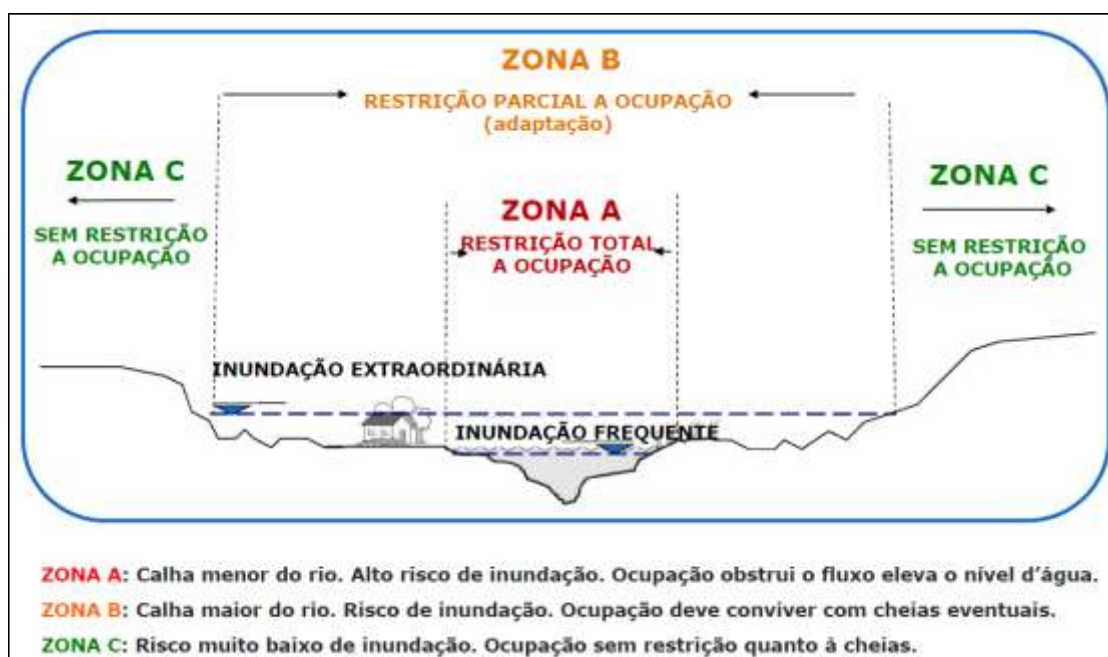 ZONA B
RESTRIÇÃO PARCIAL A OCUPAÇÃO
(adaptação)
ZONA C
SEM RESTRIÇÃO
A OCUPAÇÃO
ZONA A
RESTRIÇÃO TOTAL
A OCUPAÇÃO
ZONA C
SEM RESTRIÇÃO
A OCUPAÇÃO
INUNDAÇÃO EXTRAORDINÁRIA
INUNDAÇÃO FREQUENTE
ZONA A: Calha menor do rio. Alto risco de inundação. Ocupação obstrui o fluxo eleva o nível d’água.
ZONA B: Calha maior do rio. Risco de inundação. Ocupação deve conviver com cheias eventuais.
ZONA C: Risco muito baixo de inundação. Ocupação sem restrição quanto à cheias.